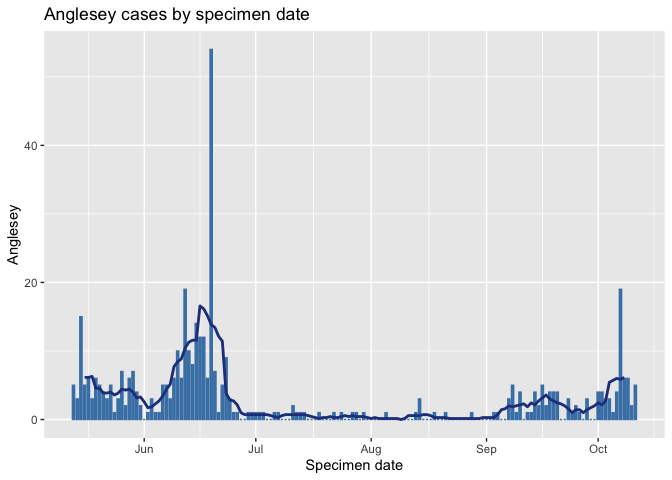 Anglesey cases by specimen date
Anglesey
40
20
0
Jun Jul Aug Sep Oct
Specimen date